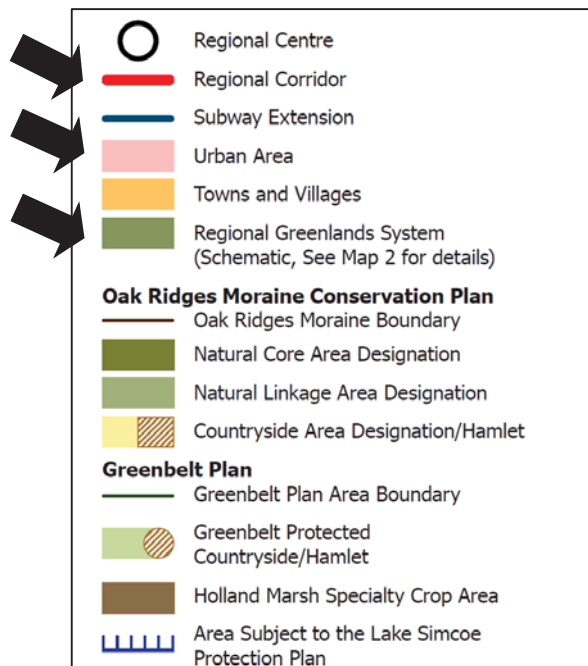 Regional Centre
Regional Corridor
Subway Extension
Urban Area
Towns and Villages
Regional Greenlands System
(Schematic, See Map 2 for details)
Oak Ridges Moraine Conservation Plan
Oak Ridges Moraine Boundary
Natural Core Area Designation
Natural Linkage Area Designation
Countryside Area Designation/Hamlet
Greenbelt Plan
Greenbelt Plan Area Boundary
Greenbelt Protected
Countryside/Hamlet
Holland Marsh Specialty Crop Area
Area Subject to the Lake Simcoe
Protection Plan